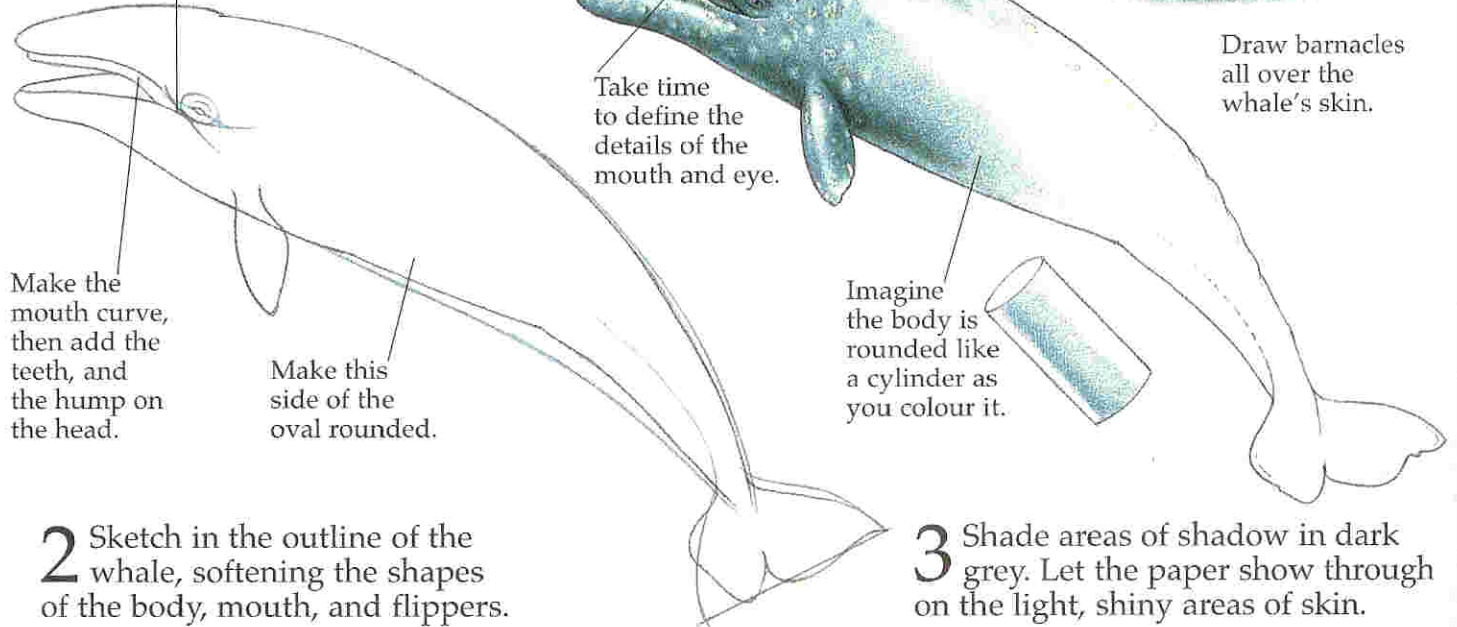 Make the
mouth curve,
then add the
teeth, and
the hump on
the head.
Make this
side of the
oval rounded.
2 Sketch in the outline of the
whale, softening the shapes
of the body, mouth, and flippers.
Take time
to define the
details of the
mouth and eye.
Draw barnacles
all over the
whale's skin.
Imagine
the body is
rounded like
a cylinder as
you colour it.
3 Shade areas of shadow in dark
grey. Let the paper show through
on the light, shiny areas of skin.